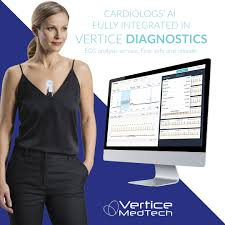 CARDIOLOGS' AI
FULLY INTEGRATED IN
VERTICE DIAGNOSTICS
ECG analysis service. Fast, safe and reliable
Vertice
MedTech